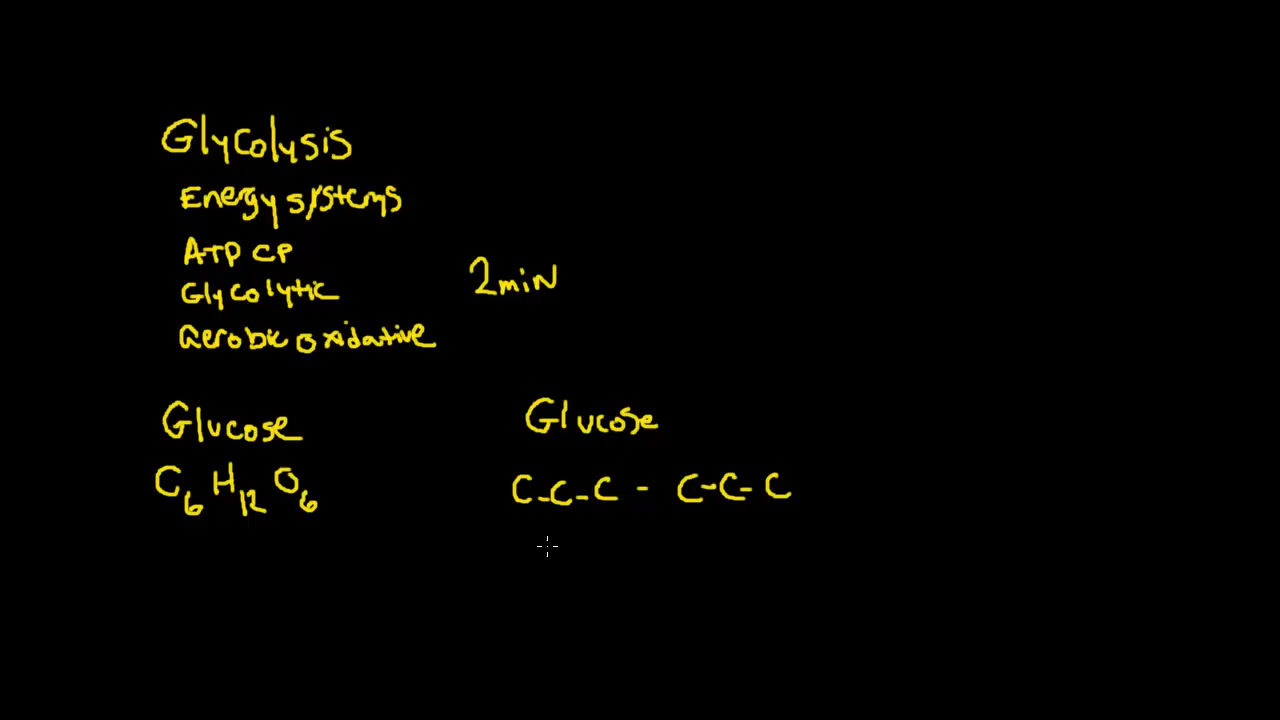 Glycolysis
Energy systems
ATP CP
Glycolytic
2min
Aerobic oxidative
Glucose
C6H12O6
Glucose
C-C-C - C-C-C